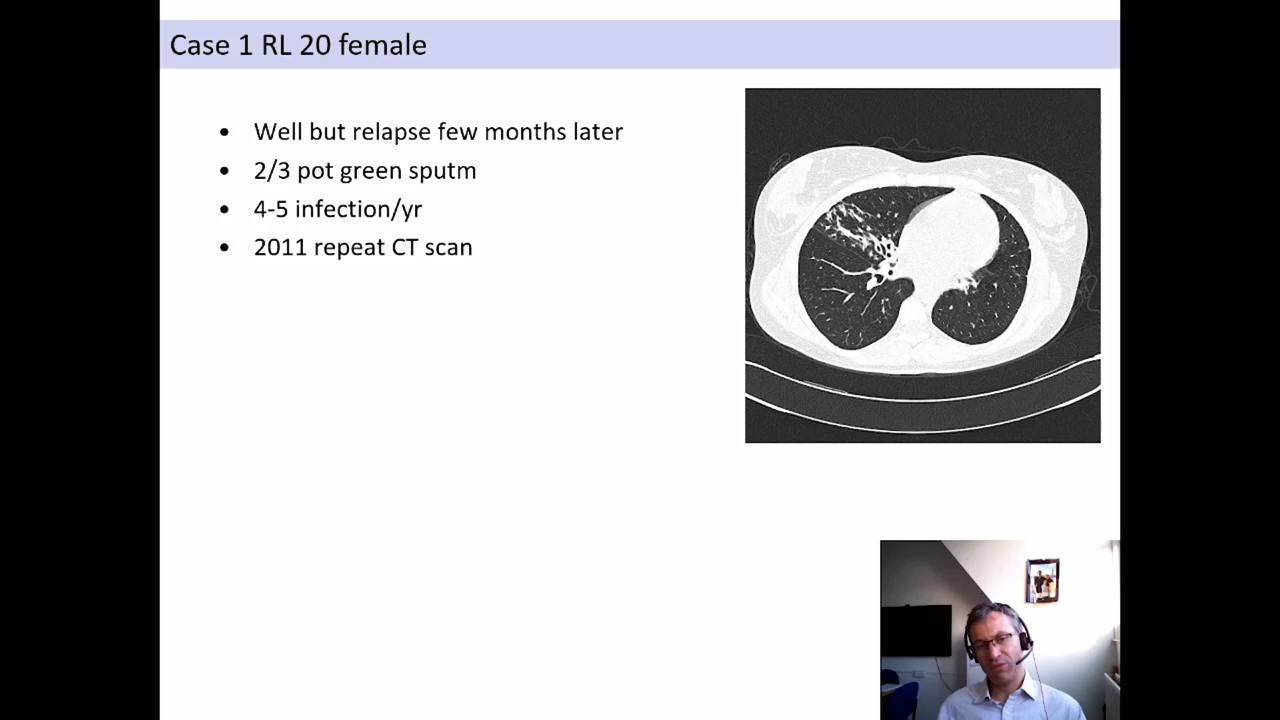 Case 1 RL 20 female
• Well but relapse few months later
• 2/3 pot green sputm
• 4-5 infection/yr
• 2011 repeat CT scan